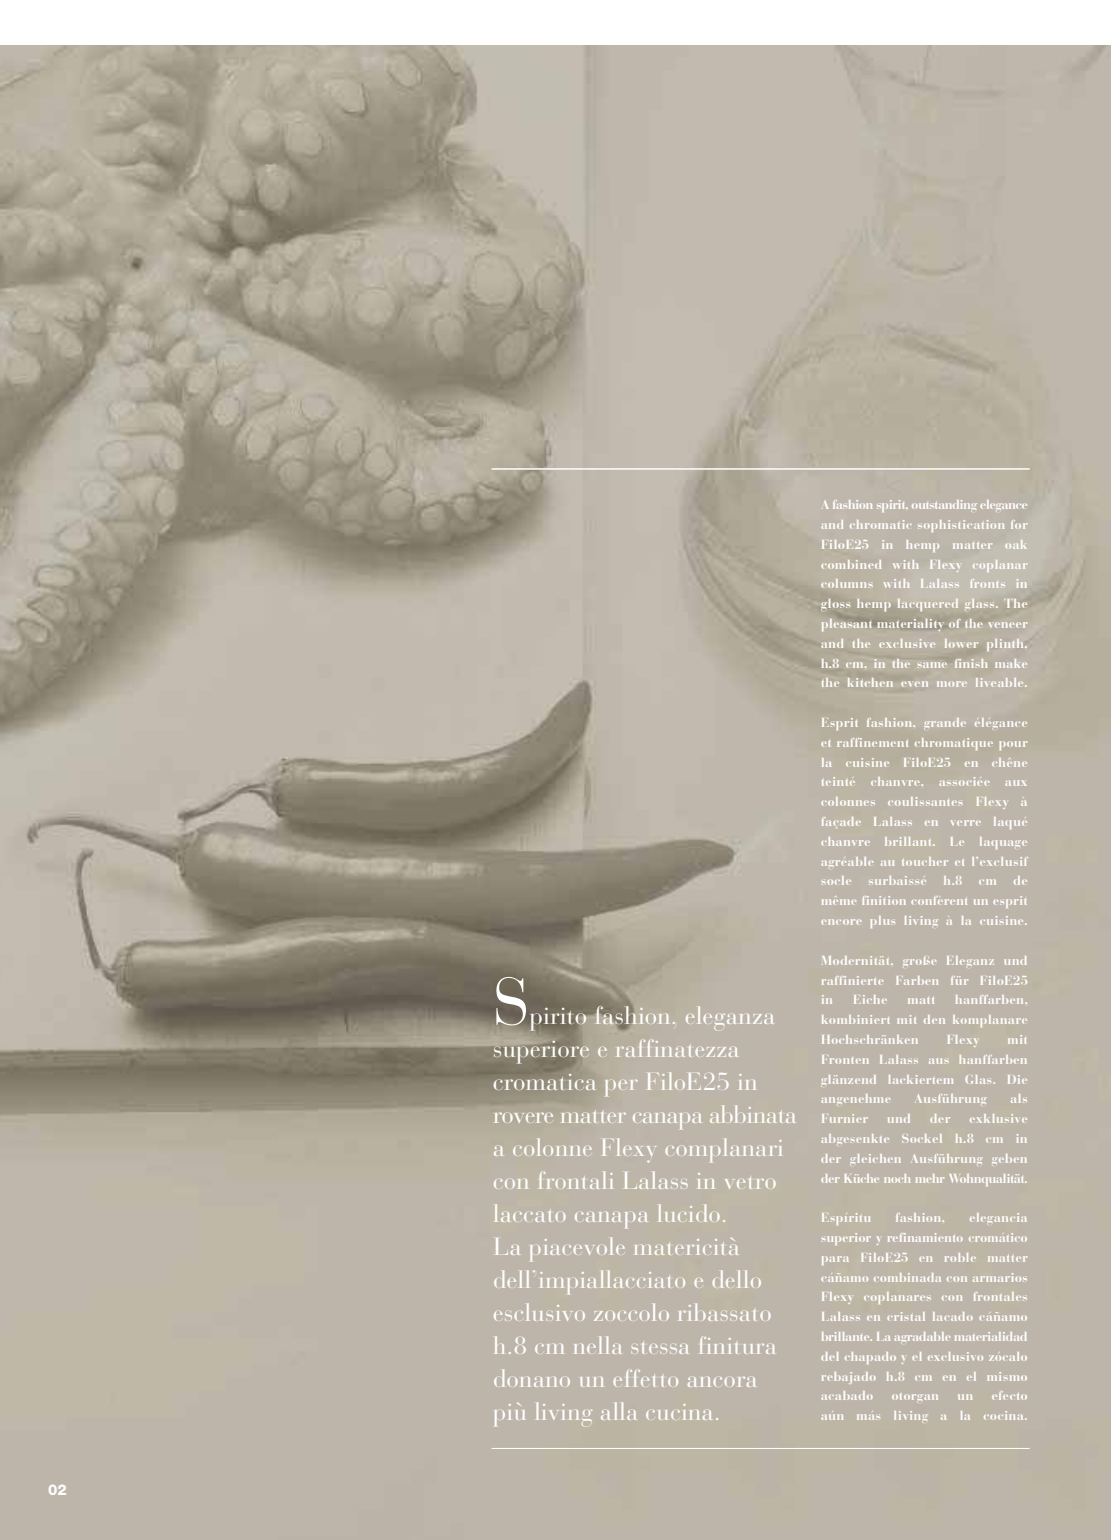 Spirito fashion, eleganza
superiore e raffinatezza
cromatica per FiloE25 in
rovere matter canapa abbinata
a colonne Flexy complanari
con frontali Lalass in vetro
laccato canapa lucido.
La piacevole matericità
dell’impiallacciato e dello
esclusivo zoccolo ribassato
h.8 cm nella stessa finitura
donano un effetto ancora
più living alla cucina.
A fashion spirit, outstanding elegance
and chromatic sophistication for
FiloE25 in hemp matter oak
combined with Flexy coplanar
columns with Lalass fronts in
gloss hemp lacquered glass. The
pleasant materiality of the veneer
and the exclusive lower plinth,
h.8 cm, in the same finish make
the kitchen even more liveable.
Esprit fashion, grande élégance
et raffinement chromatique pour
la cuisine FiloE25 en chêne
teinté chanvre, associée aux
colonnes coulissantes Flexy à
façade Lalass en verre laqué
chanvre brillant. Le laquage
agréable au toucher et l’exclusif
socle surbaissé h.8 cm de
même finition confèrent un esprit
encore plus living à la cuisine.
Modernität, große Eleganz und
raffinierte Farben für FiloE25
in Eiche matt hanffarben,
kombiniert mit den komplanare
Hochschränken Flexy mit
Fronten Lalass aus hanffarben
glänzend lackiertem Glas. Die
angenehme Ausführung als
Furnier und der exklusive
abgesenkte Sockel h.8 cm in
der gleichen Ausführung geben
der Küche noch mehr Wohnqualität.
Espíritu fashion, elegancia
superior y refinamiento cromático
para FiloE25 en roble matter
cáñamo combinada con armarios
Flexy coplanares con frontales
Lalass en cristal lacado cáñamo
brillante. La agradable materialidad
del chapado y el exclusivo zócalo
rebajado h.8 cm en el mismo
acabado otorgan un efecto
aún más living a la cocina.
02